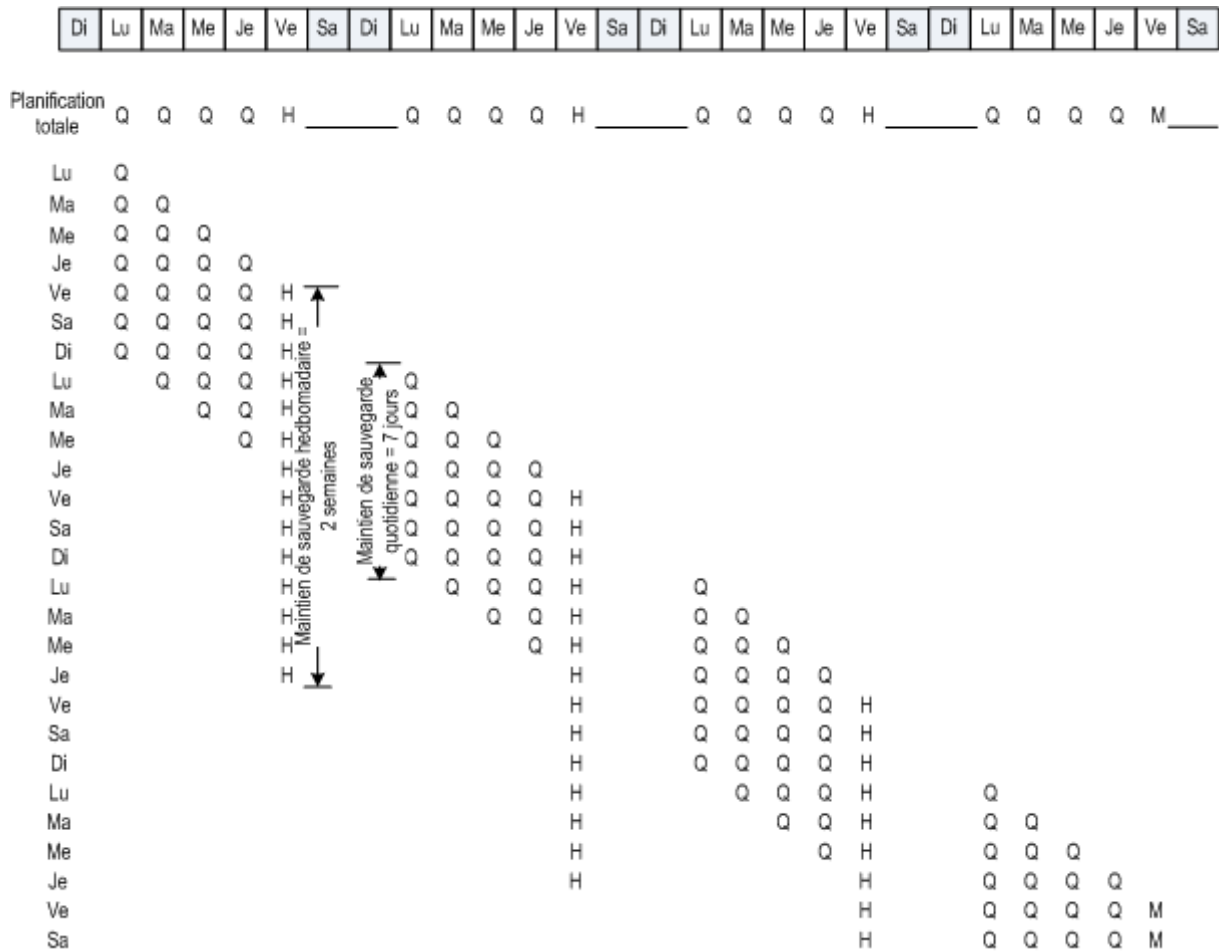 Di Lu Ma Me Je Ve Sa Di Lu Ma Me Je Ve Sa Di Lu Ma Me Je Ve Sa Di Lu Ma Me Je Ve Sa
Planification
totale
Q Q Q Q H Q Q Q Q H Q Q Q Q H Q Q Q Q M
Lu Q
Ma Q Q
Me Q Q Q
Je Q Q Q Q
Ve Q Q Q Q H
Sa Q Q Q Q H
Di Q Q Q Q H
Lu Q Q Q H Q
Ma Q Q H Q Q
Me Q H Q Q Q
Je H Q Q Q Q
Ve H Q Q Q Q H
Sa H Q Q Q Q H
Di H Q Q Q Q H
Lu H Q Q Q H Q
Ma H Q Q H Q Q
Me H Q H Q Q Q
Je H H Q Q Q Q
Ve H Q Q Q Q H
Sa H Q Q Q Q H
Di H Q Q Q Q H
Lu H Q Q Q H Q
Ma H Q Q H Q Q
Me H Q H Q Q Q
Je H H Q Q Q Q
Ve H Q Q Q Q M
Sa H Q Q Q Q M
Maintien de sauvegarde hedbomadaire =
2 semaines
Maintien de sauvegarde
quotidienne = 7 jours